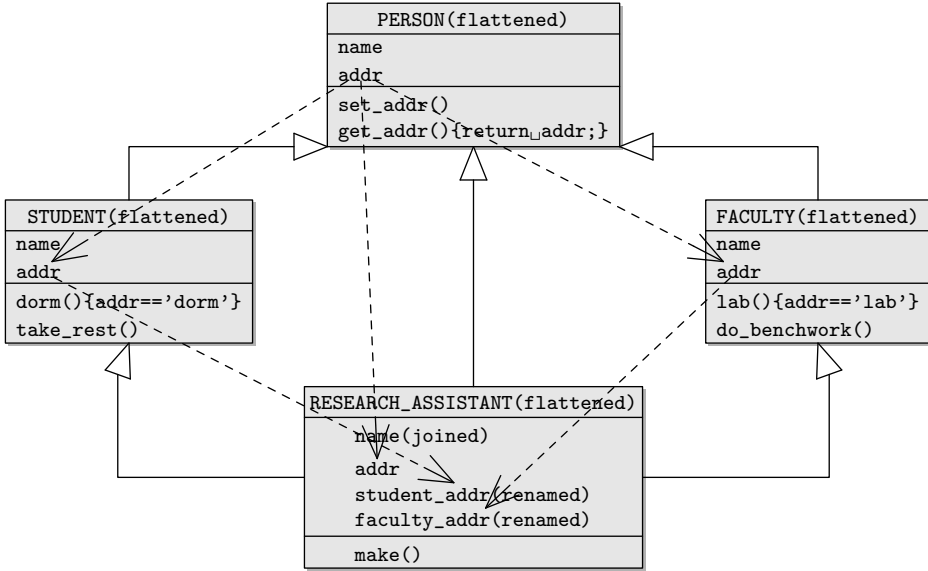 PERSON(flattened)
name
addr
set_addr()
get_addr(){return␣addr;}
STUDENT(flattened)
name
addr
dorm(){addr=='dorm'}
take_rest()
FACULTY(flattened)
name
addr
lab(){addr=='lab'}
do_benchwork()
RESEARCH_ASSISTANT(flattened)
name(joined)
addr
student_addr(renamed)
faculty_addr(renamed)
make()